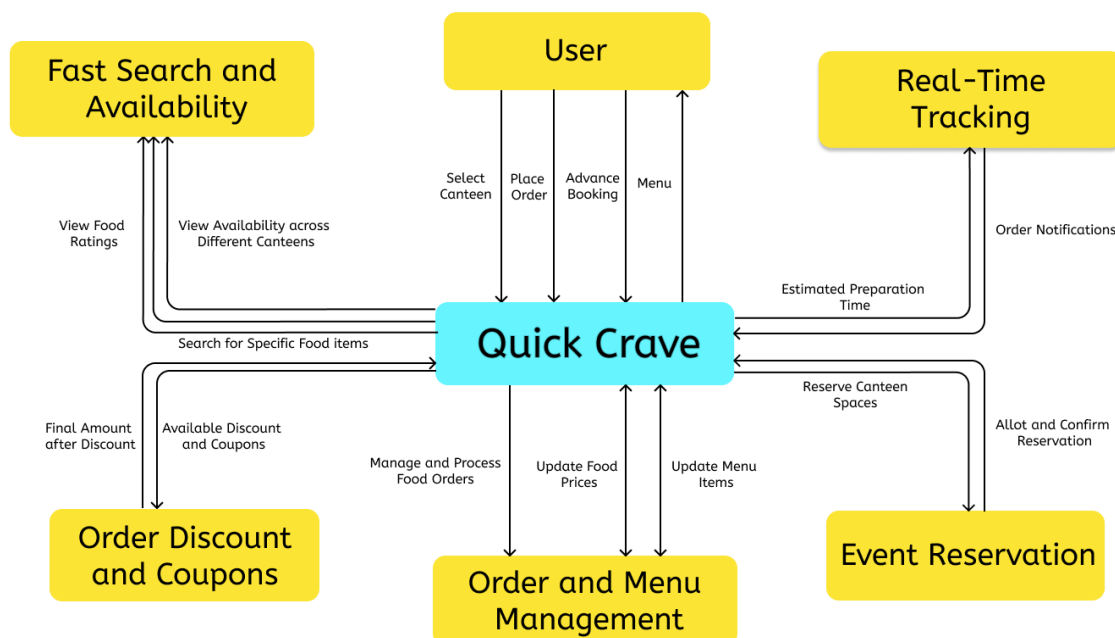 Fast Search and
Availability
User
Real-Time
Tracking
Select
Canteen
Place
Order
Advance
Booking
Menu
View Food
Ratings
View Availability across
Different Canteens
Order Notifications
Estimated Preparation
Time
Search for Specific Food items
Quick Crave
Reserve Canteen
Spaces
Final Amount
after Discount
Available Discount
and Coupons
Allot and Confirm
Reservation
Manage and Process
Food Orders
Update Food
Prices
Update Menu
Items
Order Discount
and Coupons
Order and Menu
Management
Event Reservation